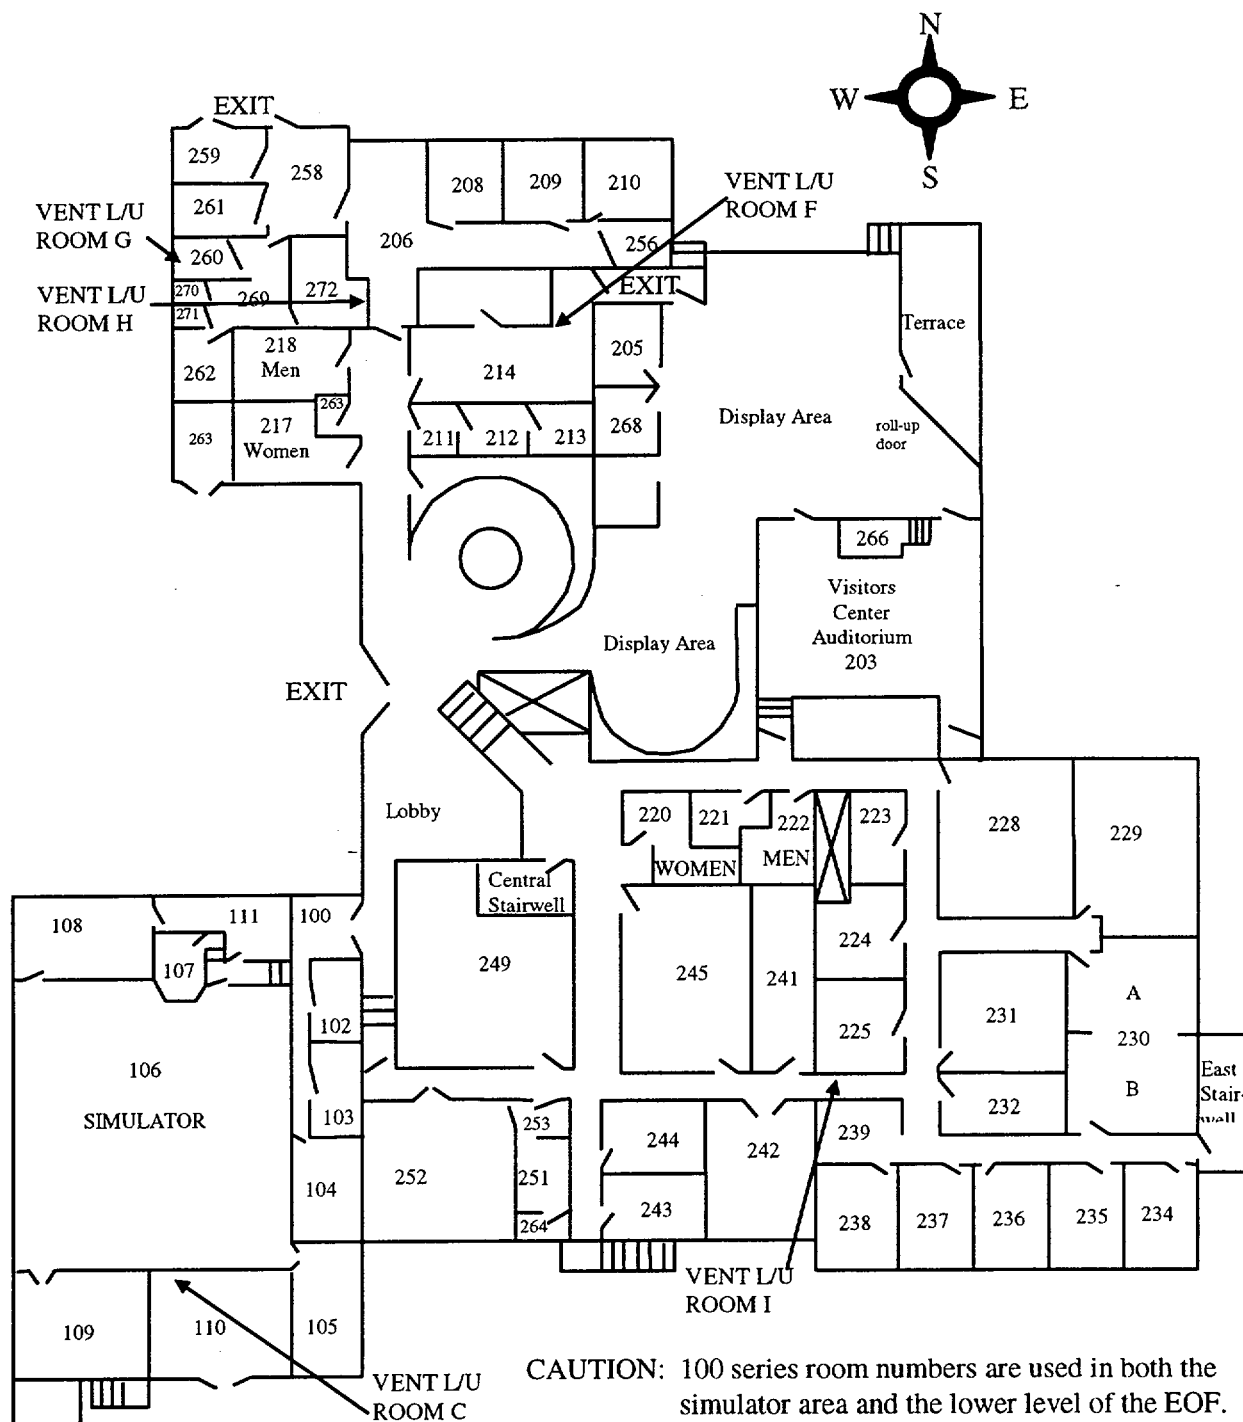 N
W E
S
EXIT
259
258
208 209 210
VENT L/U
ROOM F
261
VENT L/U
ROOM G
206
256
260
EXIT
VENT L/U
ROOM H
270
269
272
271
Terrace
218
Men
205
262
214
263
Display Area
217
Women
263
211 212 213
268
roll-up
door
266
Visitors
Center
Auditorium
203
Display Area
EXIT
Lobby
220 221 222 223
228
229
WOMEN MEN
Central
Stairwell
108
111
100
107
249
245
241
224
A
102
225
231
230
106
SIMULATOR
103
B
East
Stair-
well
232
253
244
239
242
104
252
251
264
243
238 237 236 235 234
VENT L/U
ROOM I
109
110
105
VENT L/U
ROOM C
CAUTION: 100 series room numbers are used in both the
simulator area and the lower level of the EOF.